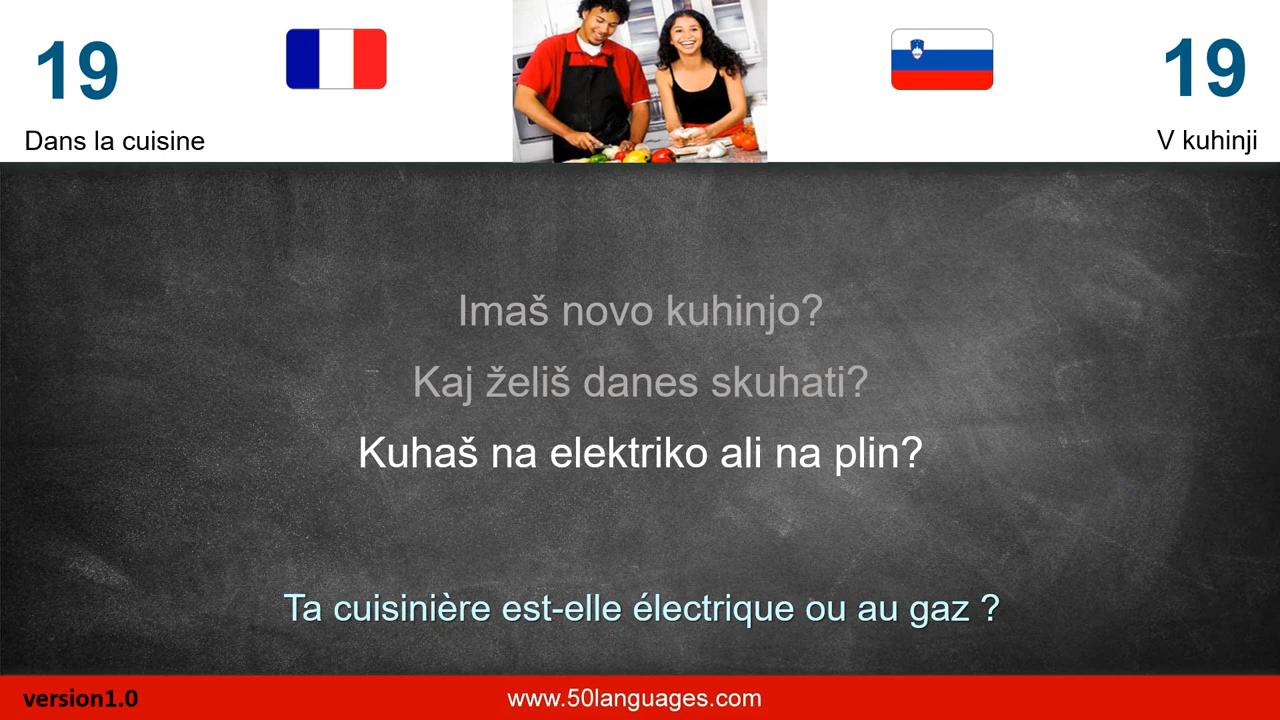 19
19
Dans la cuisine
V kuhinji
Imaš novo kuhinjo?
Kaj želiš danes skuhati?
Kuhaš na elektriko ali na plin?
Ta cuisinière est-elle électrique ou au gaz ?
version1.0
www.50languages.com